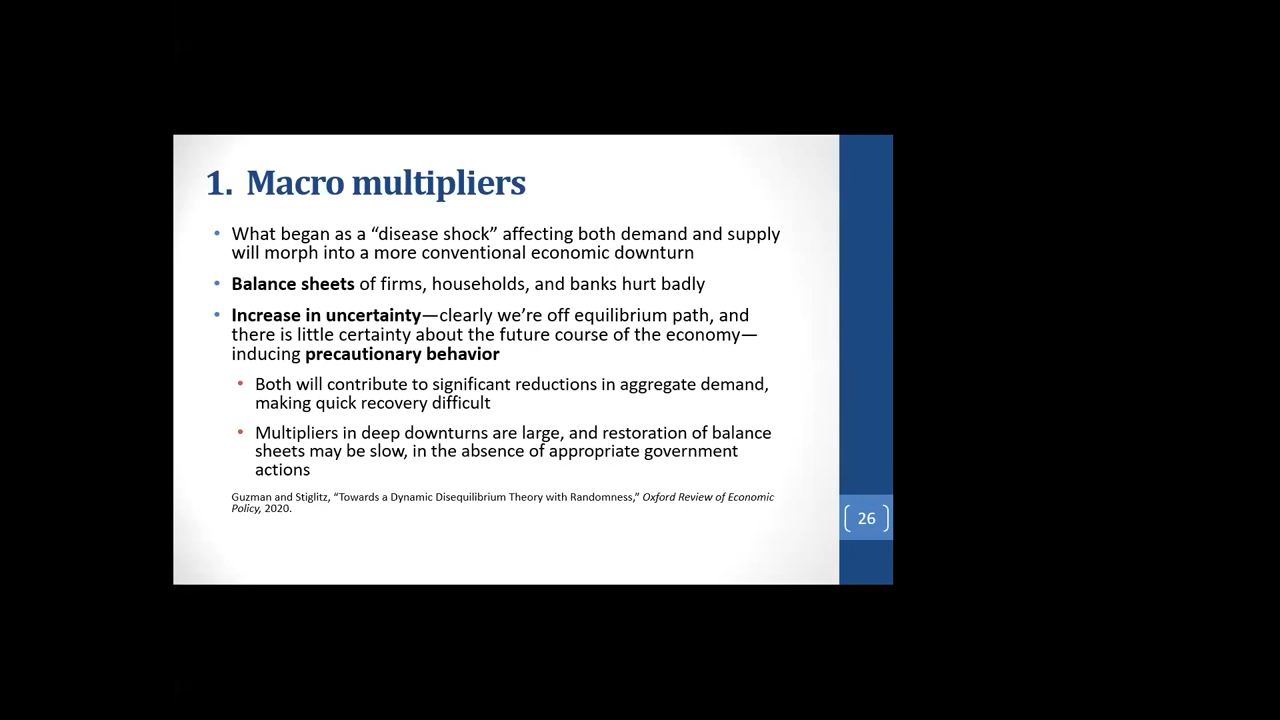 1. Macro multipliers
• What began as a “disease shock” affecting both demand and supply
will morph into a more conventional economic downturn
• Balance sheets of firms, households, and banks hurt badly
• Increase in uncertainty—clearly we’re off equilibrium path, and
there is little certainty about the future course of the economy—
inducing precautionary behavior
• Both will contribute to significant reductions in aggregate demand,
making quick recovery difficult
• Multipliers in deep downturns are large, and restoration of balance
sheets may be slow, in the absence of appropriate government
actions
Guzman and Stiglitz, “Towards a Dynamic Disequilibrium Theory with Randomness,” Oxford Review of Economic
Policy, 2020.
26